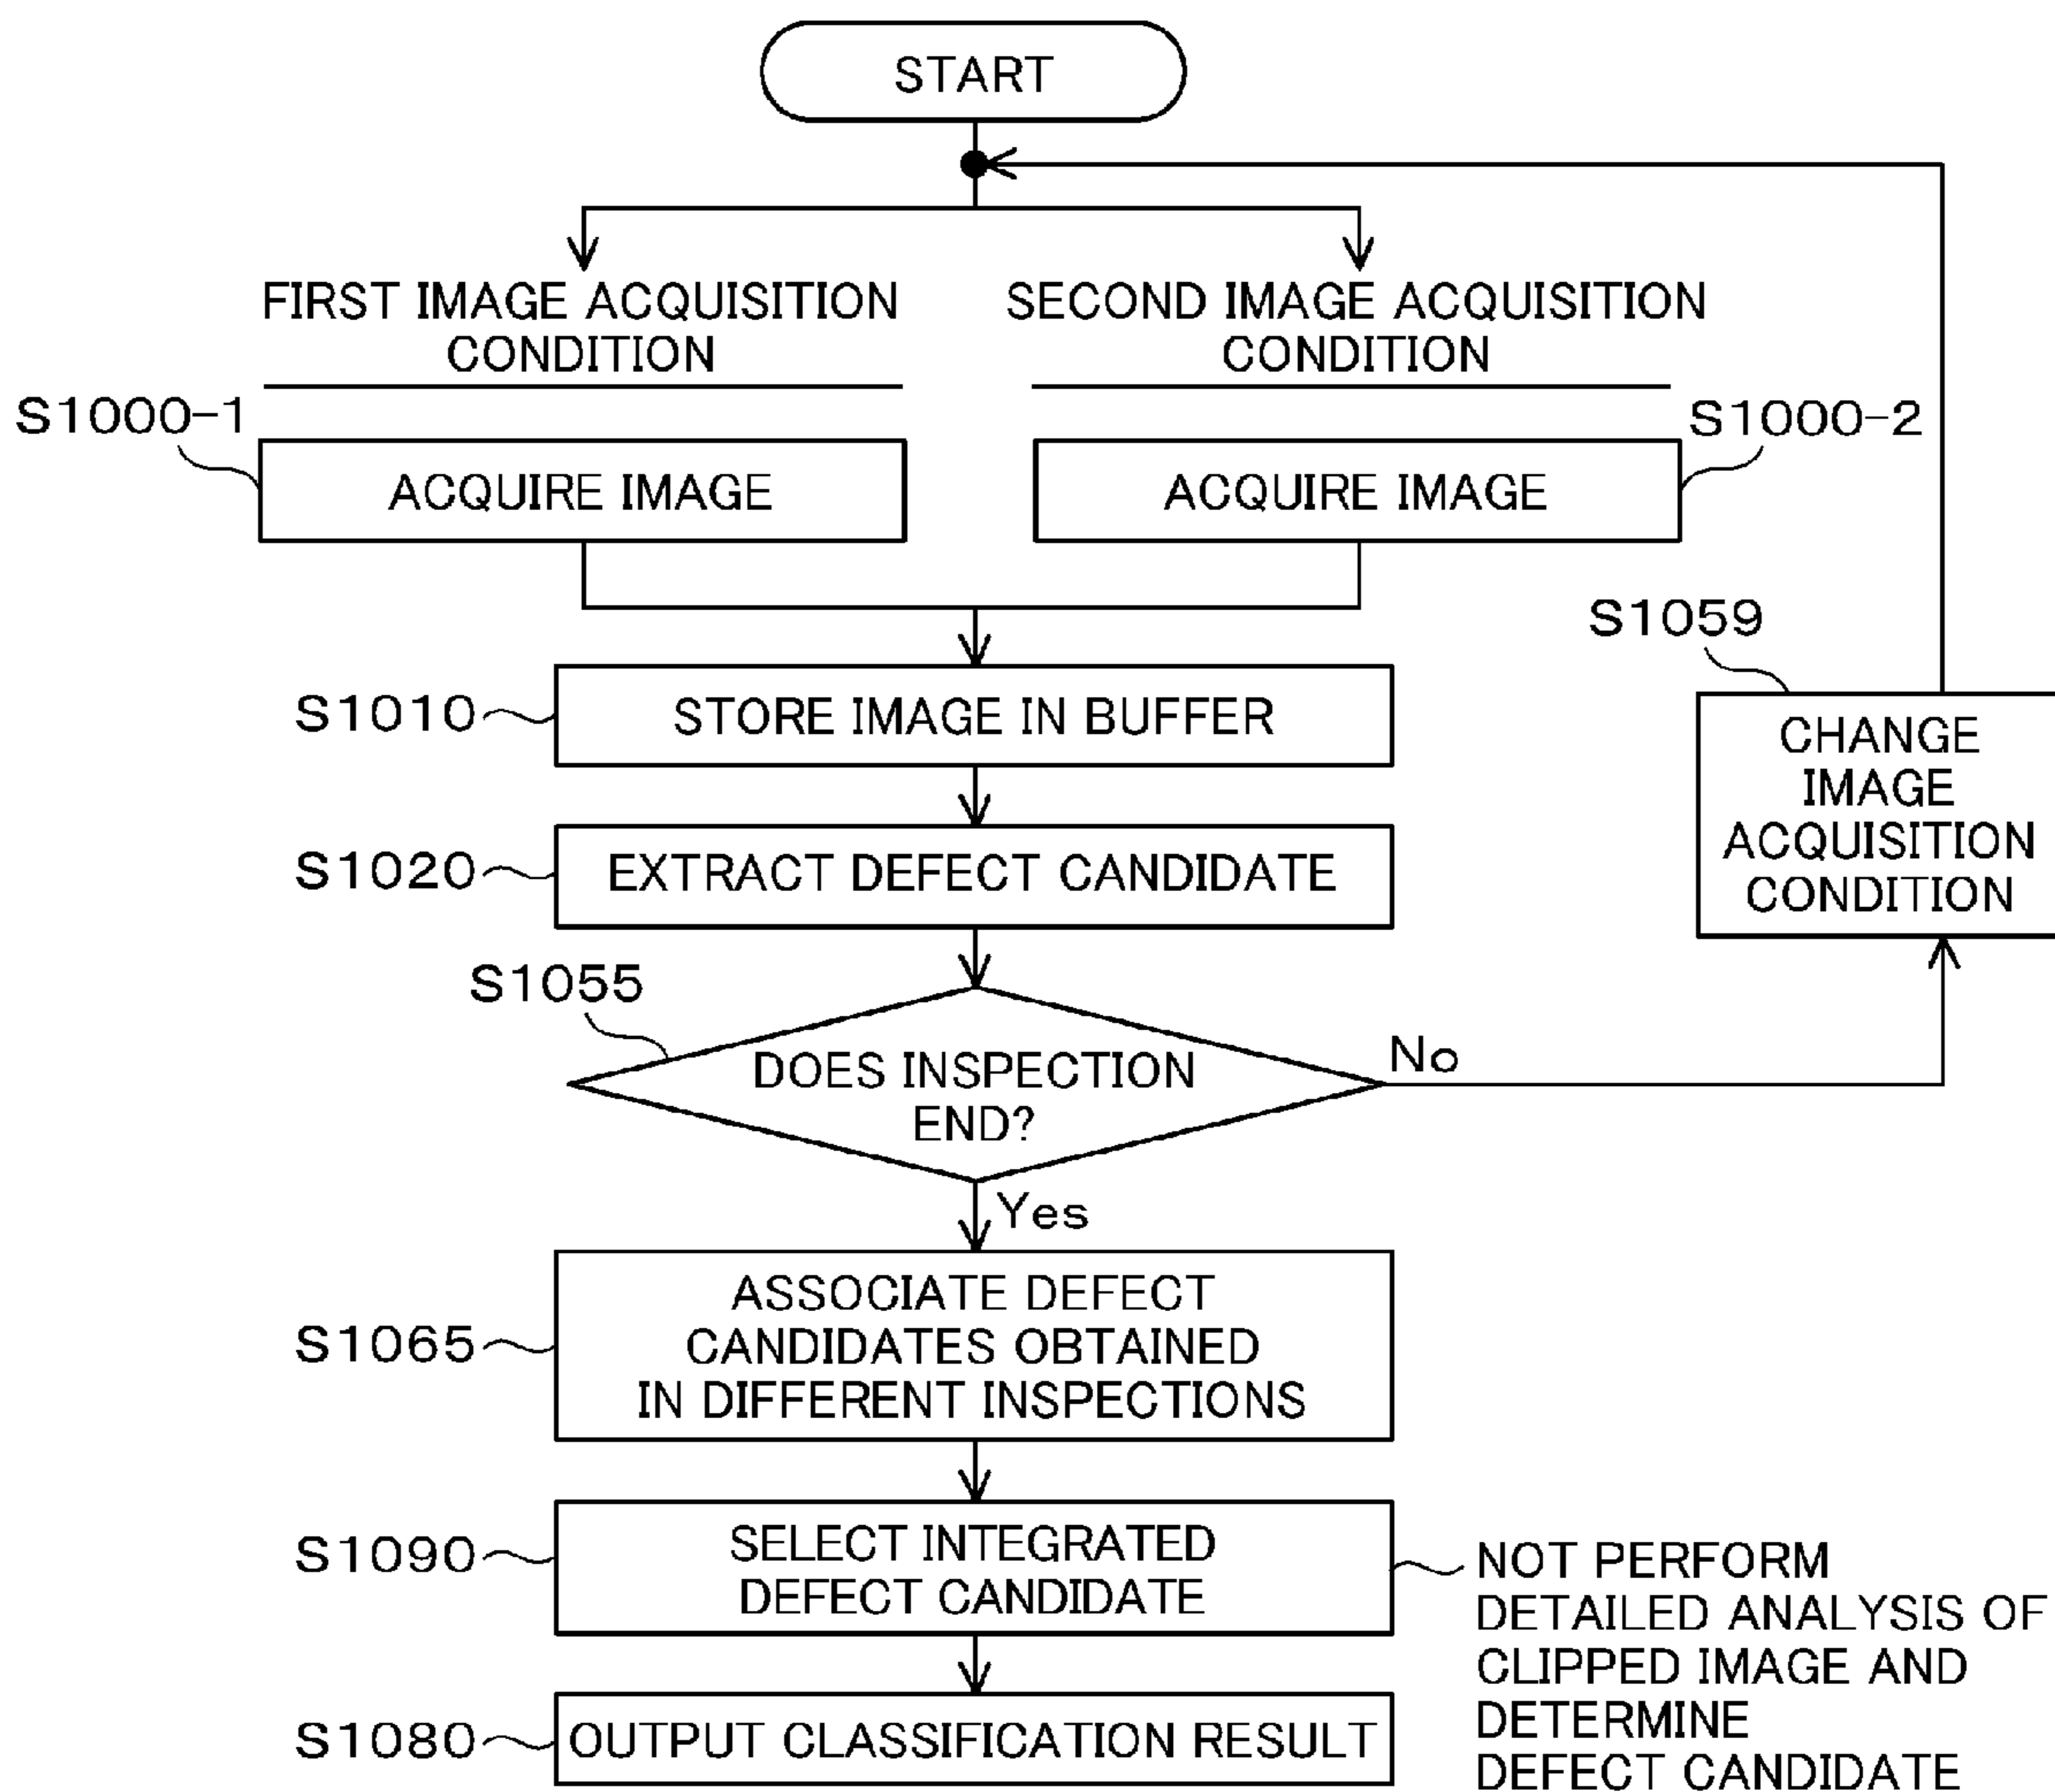 START
FIRST IMAGE ACQUISITION
CONDITION
SECOND IMAGE ACQUISITION
CONDITION
S1000-1
ACQUIRE IMAGE
S1000-2
ACQUIRE IMAGE
S1010
STORE IMAGE IN BUFFER
S1059
CHANGE
IMAGE
ACQUISITION
CONDITION
S1020
EXTRACT DEFECT CANDIDATE
S1055
DOES INSPECTION
END?
No
Yes
S1065
ASSOCIATE DEFECT
CANDIDATES OBTAINED
IN DIFFERENT INSPECTIONS
S1090
SELECT INTEGRATED
DEFECT CANDIDATE
NOT PERFORM
DETAILED ANALYSIS OF
CLIPPED IMAGE AND
DETERMINE
DEFECT CANDIDATE
S1080
OUTPUT CLASSIFICATION RESULT